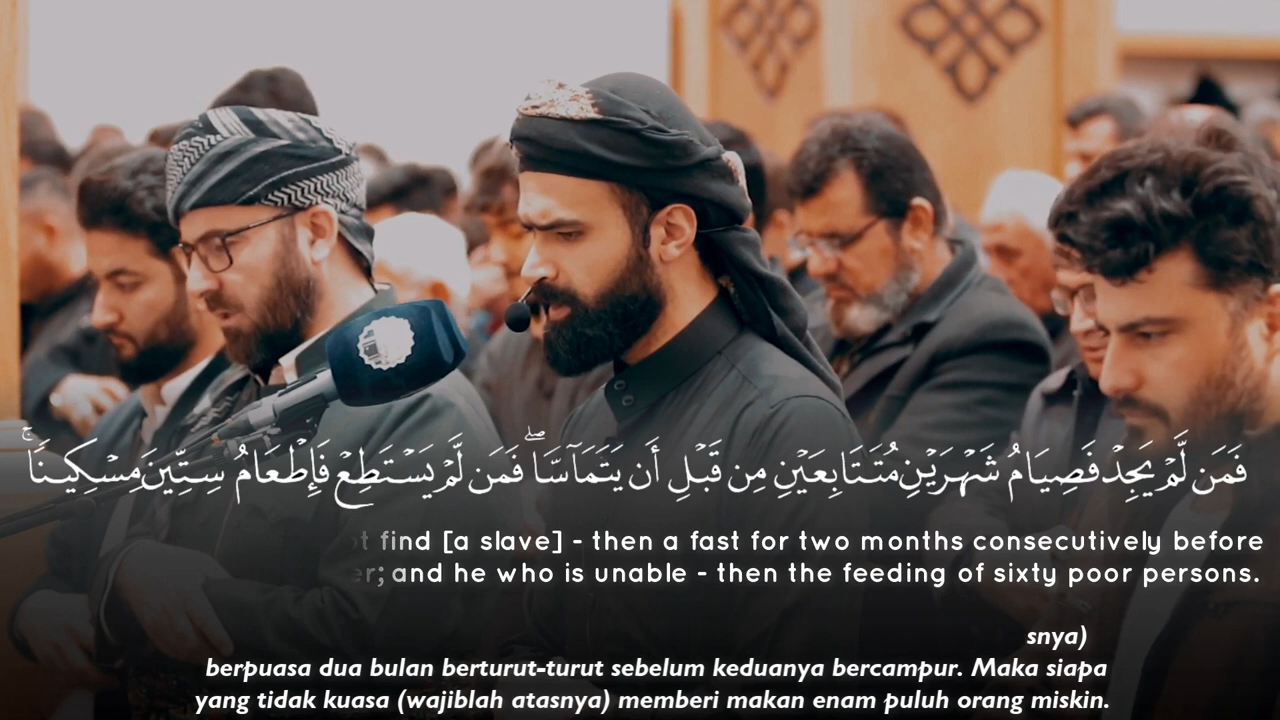 فَمَن لَّمْ يَجِدْ فَصِيَامُ شَهْرَيْنِ مُتَتَابِعَيْنِ مِن قَبْلِ أَن يَتَمَآسَّا ۖ فَمَن لَّمْ يَسْتَطِعْ فَإِطْعَامُ سِتِّينَ مِسْكِينًا ۚ
find [a slave] - then a fast for two months consecutively before
and he who is unable - then the feeding of sixty poor persons.
snya)
berpuasa dua bulan berturut-turut sebelum keduanya bercampur. Maka siapa
yang tidak kuasa (wajiblah atasnya) memberi makan enam puluh orang miskin.